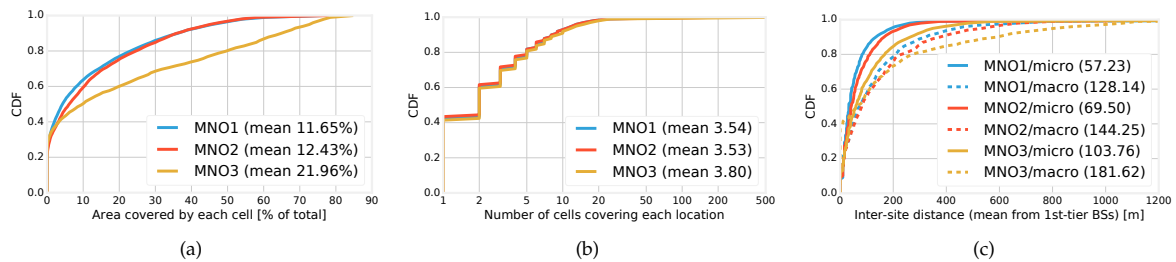 1.0
0.8
0.6
0.4
0.2
0.0
CDF
MNO1 (mean 11.65%)
MNO2 (mean 12.43%)
MNO3 (mean 21.96%)
0 10 20 30 40 50 60 70 80 90
Area covered by each cell [% of total]
(a)
1.0
0.8
0.6
0.4
0.2
0.0
CDF
MNO1 (mean 3.54)
MNO2 (mean 3.53)
MNO3 (mean 3.80)
1 2 5 10 20 50 100 200 500
Number of cells covering each location
(b)
1.0
0.8
0.6
0.4
0.2
0.0
CDF
MNO1/micro (57.23)
MNO1/macro (128.14)
MNO2/micro (69.50)
MNO2/macro (144.25)
MNO3/micro (103.76)
MNO3/macro (181.62)
0 200 400 600 800 1000 1200
Inter-site distance (mean from 1st-tier BSs) [m]
(c)